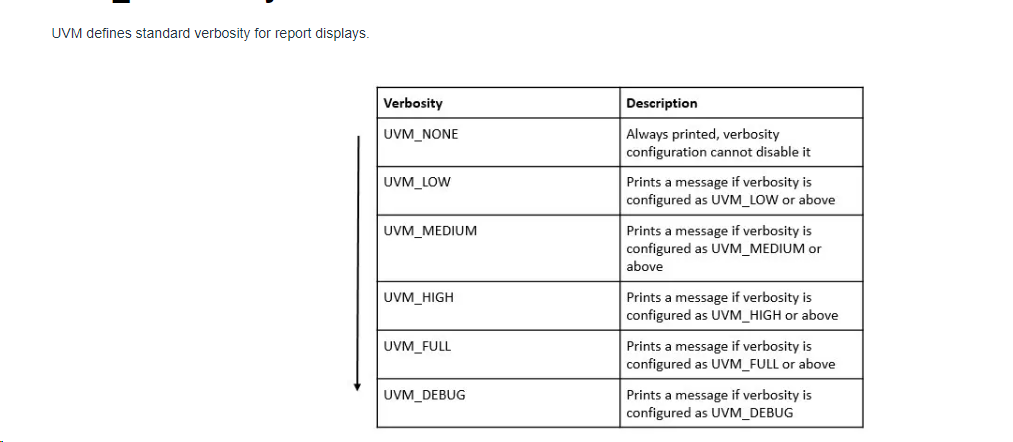 UVM defines standard verbosity for report displays.
Verbosity
Description
UVM_NONE
Always printed, verbosity
configuration cannot disable it
UVM_LOW
Prints a message if verbosity is
configured as UVM_LOW or above
UVM_MEDIUM
Prints a message if verbosity is
configured as UVM_MEDIUM or
above
UVM_HIGH
Prints a message if verbosity is
configured as UVM_HIGH or above
UVM_FULL
Prints a message if verbosity is
configured as UVM_FULL or above
UVM_DEBUG
Prints a message if verbosity is
configured as UVM_DEBUG